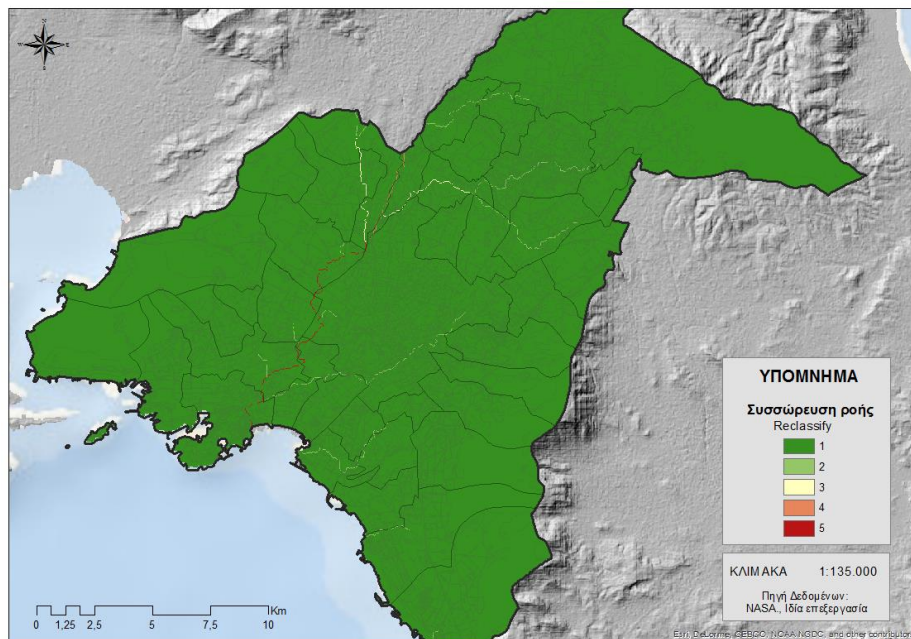 N
W E
S
ΥΠΟΜΝΗΜΑ
Συσσώρευση ροής
Reclassify
1
2
3
4
5
ΚΛΙΜΑΚΑ 1:135.000
Πηγή Δεδομένων:
NASA., Ιδία επεξεργασία
Km
0 1,25 2,5 5 7,5 10
Esri, DeLorme, GEBCO, NOAA NGDC, and other contributor